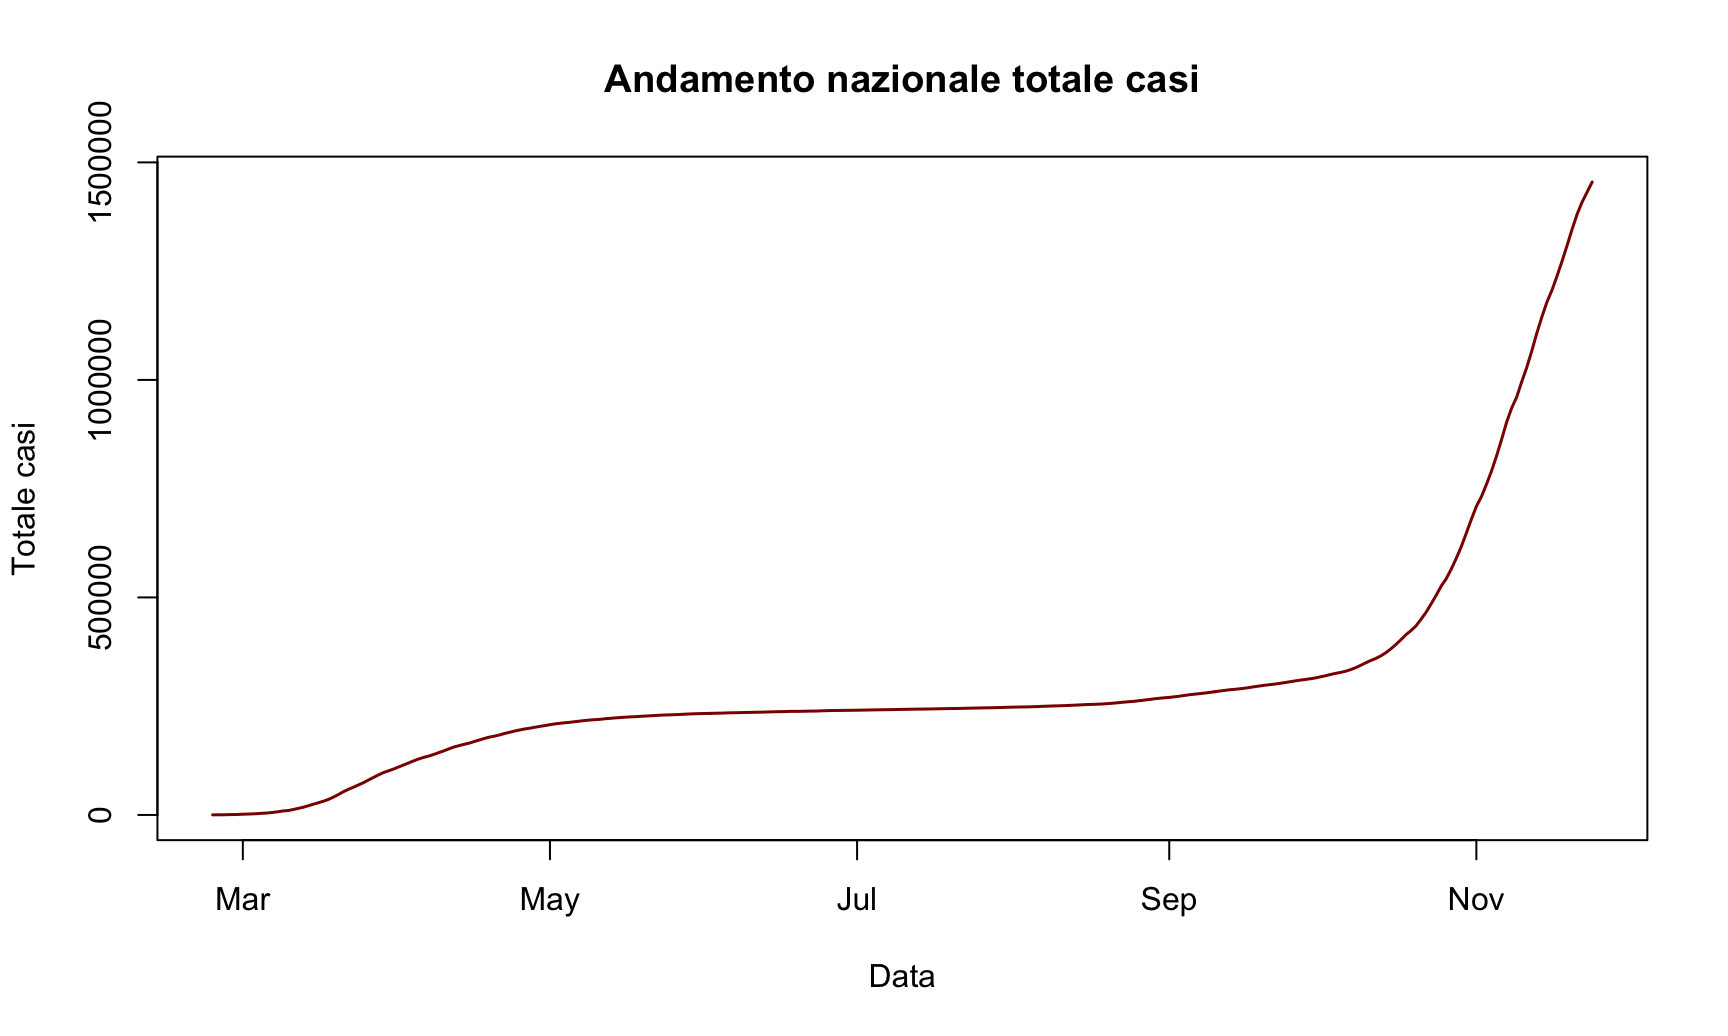 Andamento nazionale totale casi
Totale casi
1500000
1000000
500000
0
Mar
May
Jul
Sep
Nov
Data